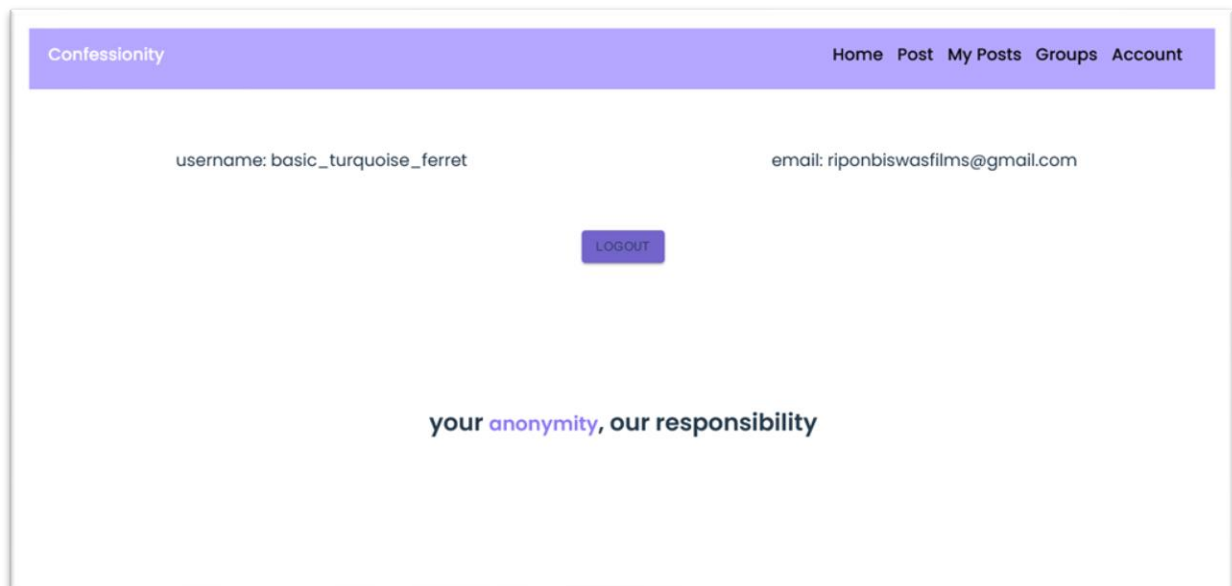 Confessionity
Home Post My Posts Groups Account
username: basic_turquoise_ferret
email: riponbiswasfilms@gmail.com
LOGOUT
your anonymity, our responsibility